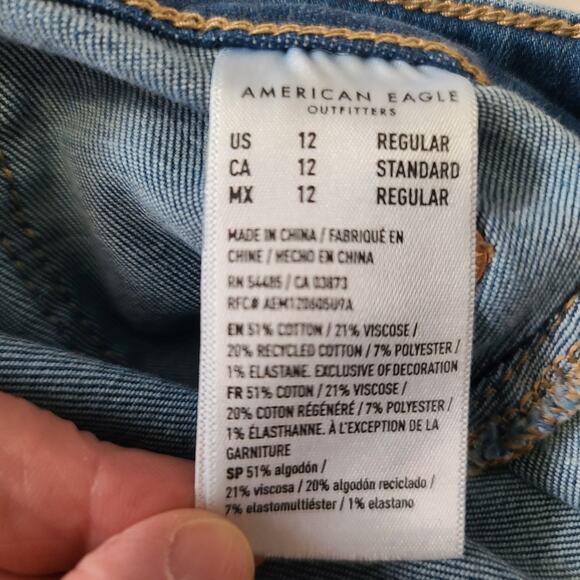 AMERICAN EAGLE
OUTFITTERS
US 12 REGULAR
CA 12 STANDARD
MX 12 REGULAR
MADE IN CHINA / FABRIQUÉ EN
CHINE / HECHO EN CHINA
RN 54485 / CA 03873
RFC# AEM120605U9A
EN 51% COTTON / 21% VISCOSE /
20% RECYCLED COTTON / 7% POLYESTER /
1% ELASTANE. EXCLUSIVE OF DECORATION
FR 51% COTON / 21% VISCOSE /
20% COTON RÉGÉNÉRÉ / 7% POLYESTER /
1% ÉLASTHANNE. À L'EXCEPTION DE LA
GARNITURE
SP 51% algodón /
21% viscosa / 20% algodón reciclado /
7% elastomultiéster / 1% elastano